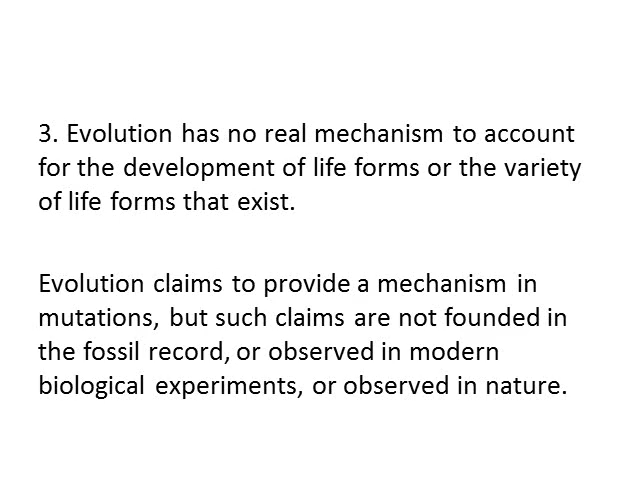 3. Evolution has no real mechanism to account
for the development of life forms or the variety
of life forms that exist.
Evolution claims to provide a mechanism in
mutations, but such claims are not founded in
the fossil record, or observed in modern
biological experiments, or observed in nature.